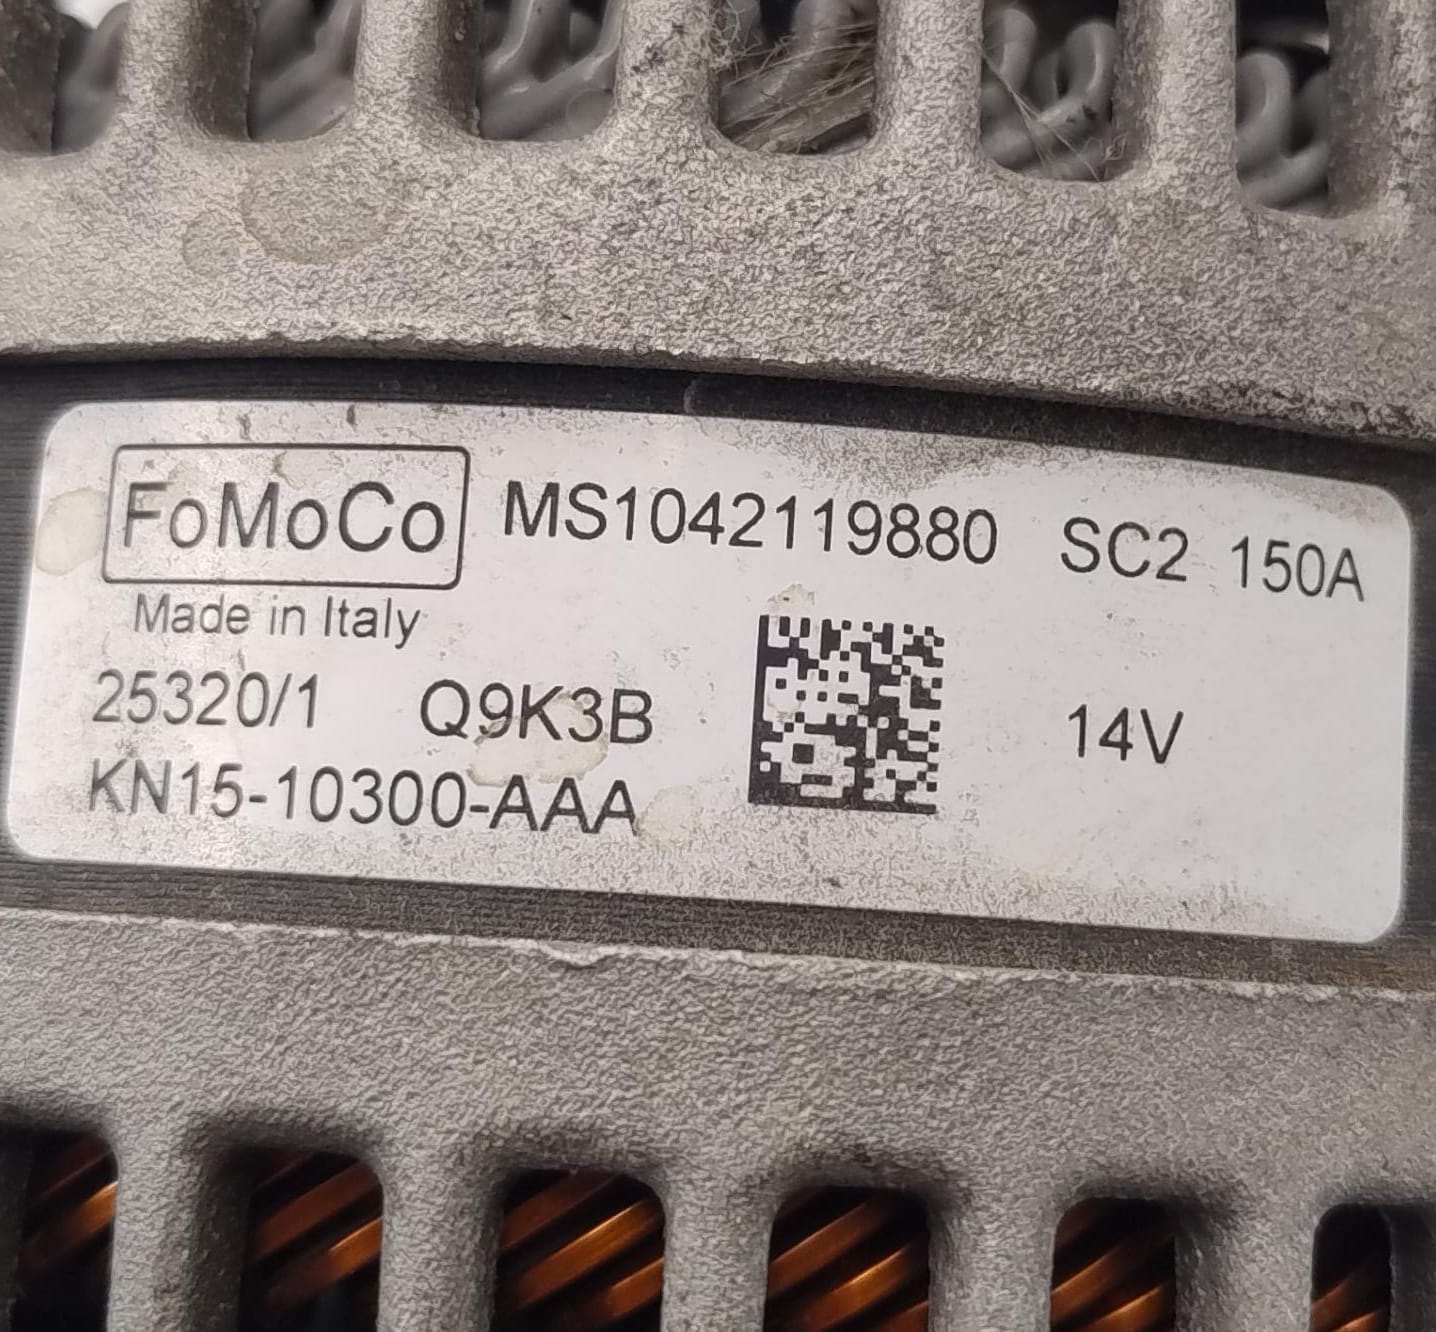 FoMoCo MS1042119880 SC2 150A
Made in Italy
25320/1 Q9K3B 14V
KN15-10300-AAA